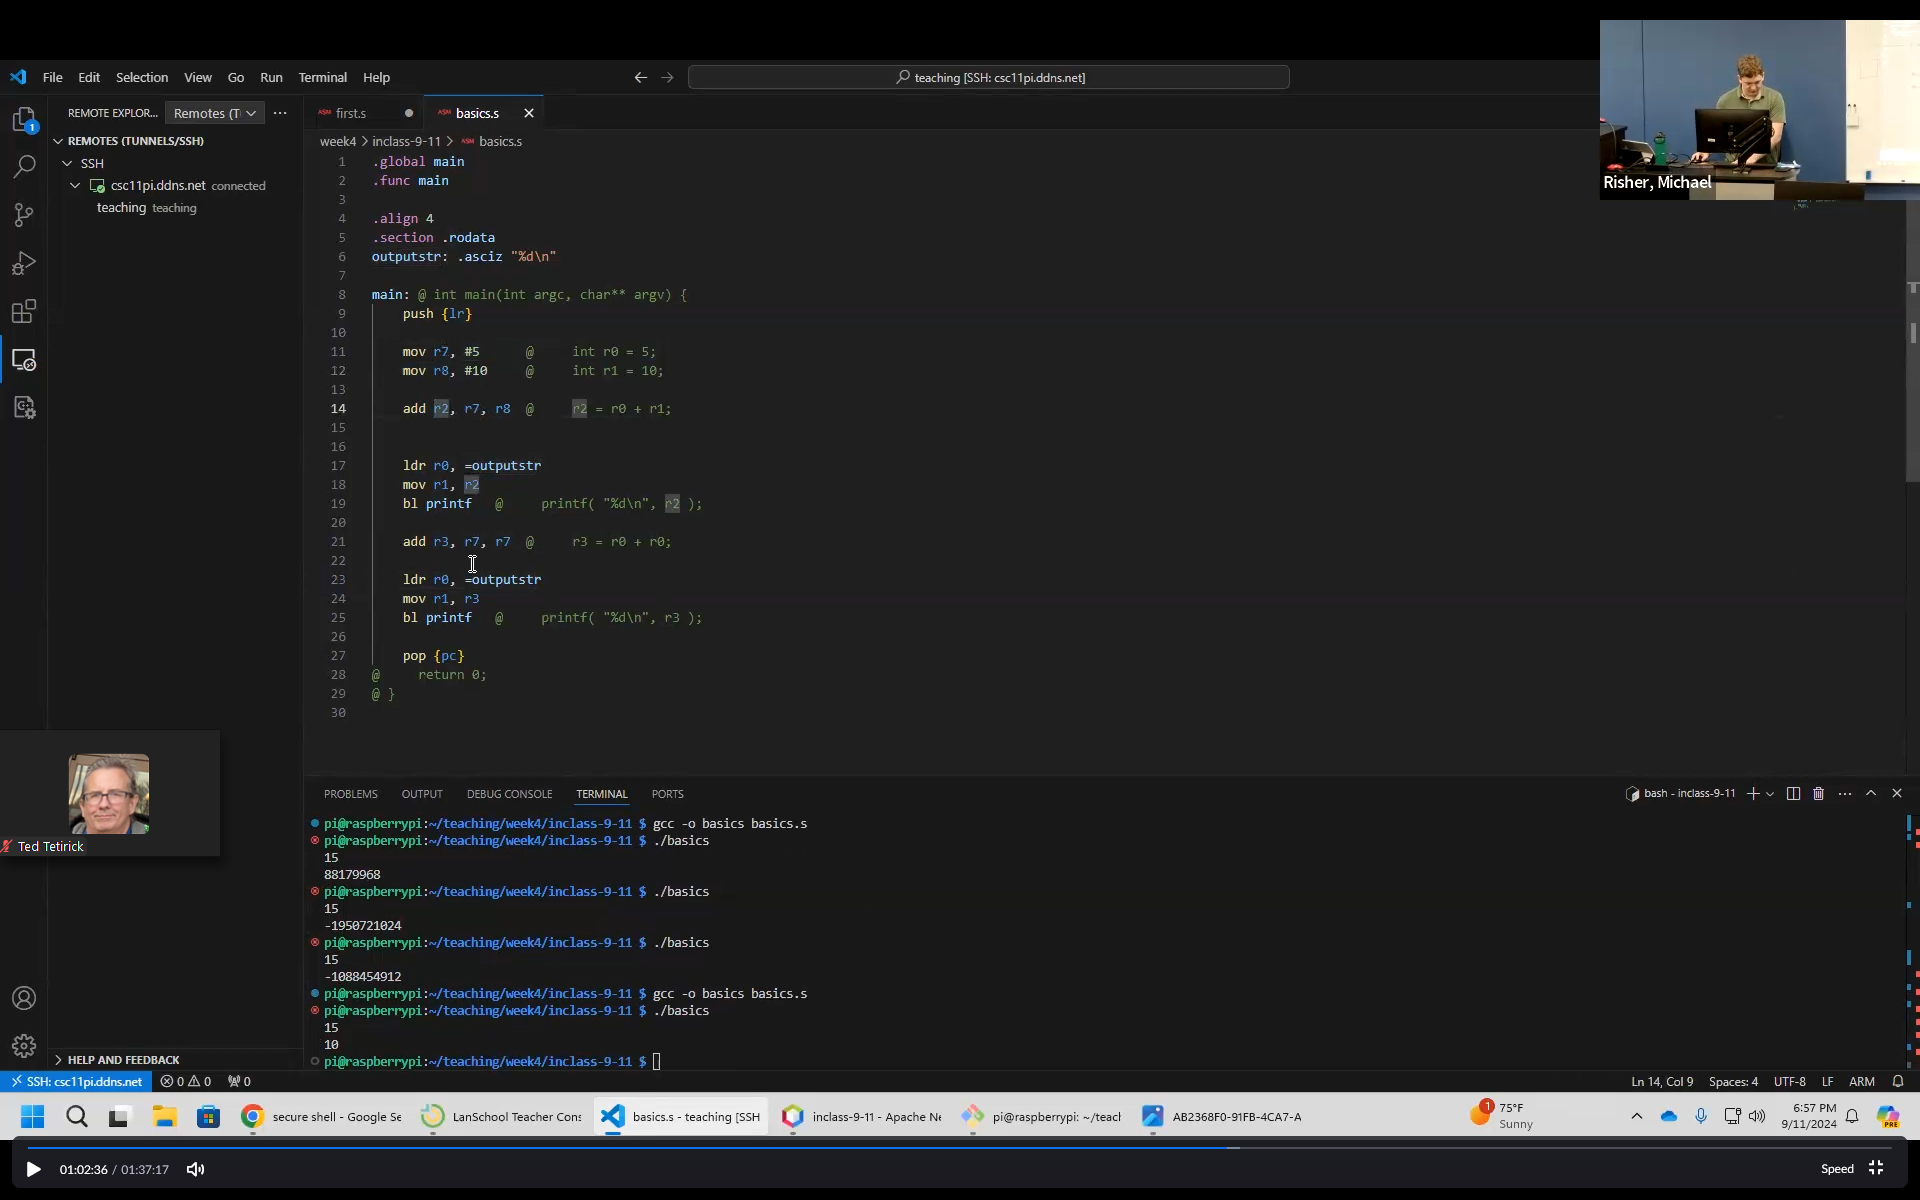 File Edit Selection View Go Run Terminal Help
teaching [SSH: csc11pi.ddns.net]
Risher, Michael
REMOTE EXPLOR... Remotes (T
REMOTES (TUNNELS/SSH)
SSH
csc11pi.ddns.net connected
teaching teaching
first.s basics.s
week4 > inclass-9-11 > basics.s
1 .global main
2 .func main
3
4 .align 4
5 .section .rodata
6 outputstr: .asciz "%d\n"
7
8 main: @ int main(int argc, char** argv) {
9 push {lr}
10
11 mov r7, #5 @ int r0 = 5;
12 mov r8, #10 @ int r1 = 10;
13
14 add r2, r7, r8 @ r2 = r0 + r1;
15
16
17 ldr r0, =outputstr
18 mov r1, r2
19 bl printf @ printf( "%d\n", r2 );
20
21 add r3, r7, r7 @ r3 = r0 + r0;
22
23 ldr r0, =outputstr
24 mov r1, r3
25 bl printf @ printf( "%d\n", r3 );
26
27 pop {pc}
28 @ return 0;
29 @ }
30
Ted Tetirick
PROBLEMS OUTPUT DEBUG CONSOLE TERMINAL PORTS
bash - inclass-9-11
pi@raspberrypi:~/teaching/week4/inclass-9-11 $ gcc -o basics basics.s
pi@raspberrypi:~/teaching/week4/inclass-9-11 $ ./basics
15
88179968
pi@raspberrypi:~/teaching/week4/inclass-9-11 $ ./basics
15
-1950721024
pi@raspberrypi:~/teaching/week4/inclass-9-11 $ ./basics
15
-1088454912
pi@raspberrypi:~/teaching/week4/inclass-9-11 $ gcc -o basics basics.s
pi@raspberrypi:~/teaching/week4/inclass-9-11 $ ./basics
15
10
pi@raspberrypi:~/teaching/week4/inclass-9-11 $
HELP AND FEEDBACK
SSH: csc11pi.ddns.net 0 0 0
Ln 14, Col 9 Spaces: 4 UTF-8 LF ARM
secure shell - Google Se
LanSchool Teacher Cons
basics.s - teaching [SSH
inclass-9-11 - Apache Ne
pi@raspberrypi: ~/teacl
AB2368F0-91FB-4CA7-A
1
75°F
Sunny
6:57 PM
9/11/2024
PRE
01:02:36 / 01:37:17
Speed